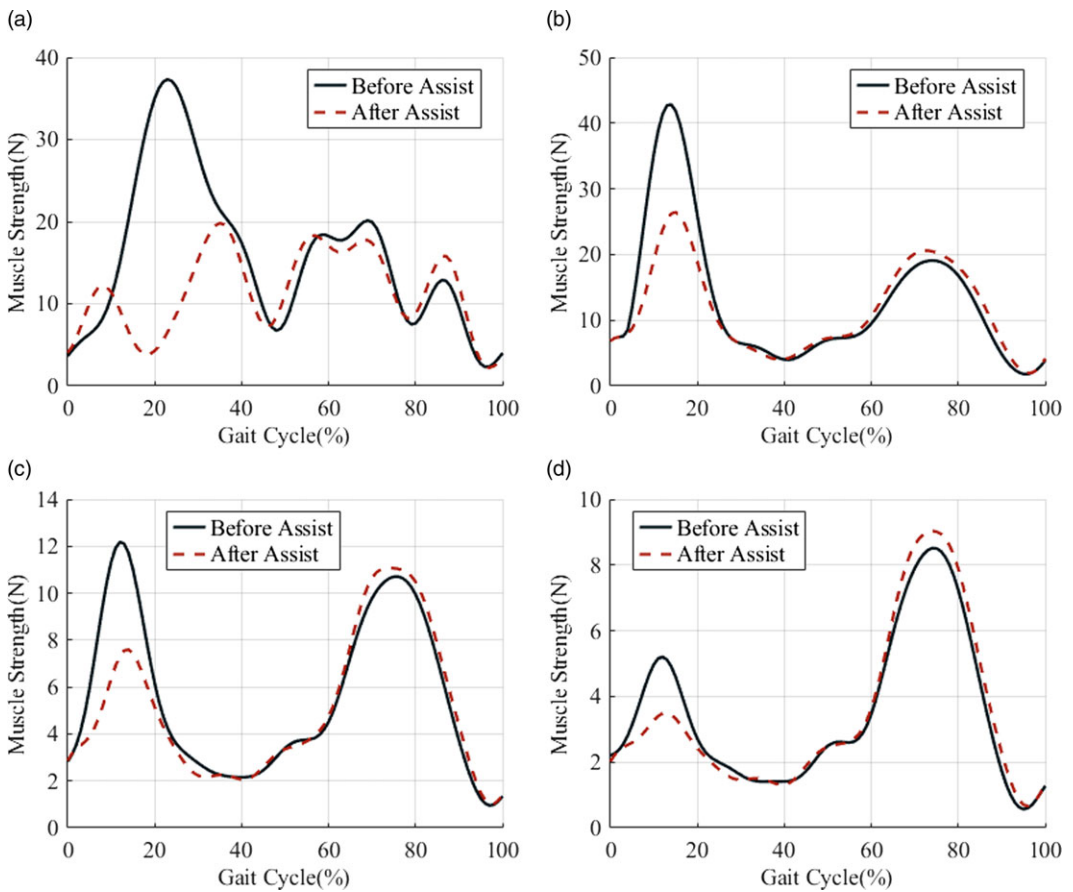 (a)
40
30
20
10
0
0 20 40 60 80 100
Muscle Strength(N)
Gait Cycle(%)
Before Assist
After Assist
(b)
50
40
30
20
10
0
0 20 40 60 80 100
Muscle Strength(N)
Gait Cycle(%)
Before Assist
After Assist
(c)
14
12
10
8
6
4
2
0
0 20 40 60 80 100
Muscle Strength(N)
Gait Cycle(%)
Before Assist
After Assist
(d)
10
8
6
4
2
0
0 20 40 60 80 100
Muscle Strength(N)
Gait Cycle(%)
Before Assist
After Assist